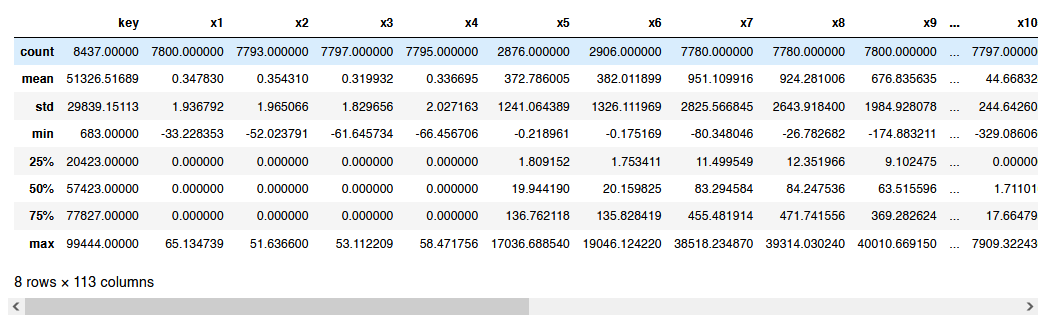 key x1 x2 x3 x4 x5 x6 x7 x8 x9 ... x10
count 8437.00000 7800.000000 7793.000000 7797.000000 7795.000000 2876.000000 2906.000000 7780.000000 7780.000000 7800.000000 ... 7797.00000
mean 51326.51689 0.347830 0.354310 0.319932 0.336695 372.786005 382.011899 951.109916 924.281006 676.835635 ... 44.66832
std 29839.15113 1.936792 1.965066 1.829656 2.027163 1241.064389 1326.111969 2825.566845 2643.918400 1984.928078 ... 244.64260
min 683.00000 -33.228353 -52.023791 -61.645734 -66.456706 -0.218961 -0.175169 -80.348046 -26.782682 -174.883211 ... -329.08606
25% 20423.00000 0.000000 0.000000 0.000000 0.000000 1.809152 1.753411 11.499549 12.351966 9.102475 ... 0.00000
50% 57423.00000 0.000000 0.000000 0.000000 0.000000 19.944190 20.159825 83.294584 84.247536 63.515596 ... 1.71101
75% 77827.00000 0.000000 0.000000 0.000000 0.000000 136.762118 135.828419 455.481914 471.741556 369.282624 ... 17.66479
max 99444.00000 65.134739 51.636600 53.112209 58.471756 17036.688540 19046.124220 38518.234870 39314.030240 40010.669150 ... 7909.32243
8 rows × 113 columns